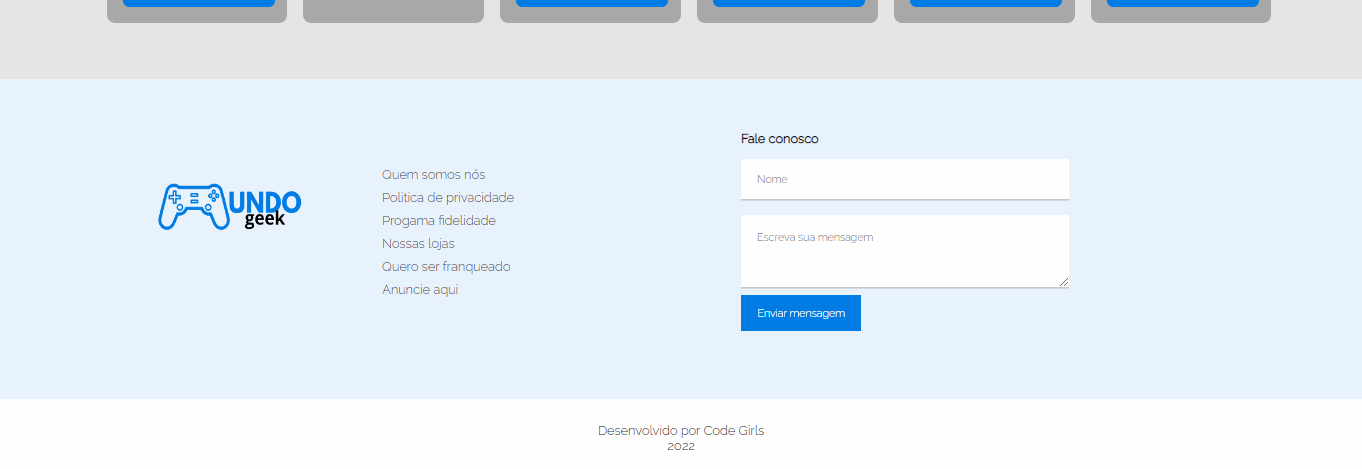 UNDO
geek
Quem somos nós
Politica de privacidade
Progama fidelidade
Nossas lojas
Quero ser franqueado
Anuncie aqui
Fale conosco
Nome
Escreva sua mensagem
Enviar mensagem
Desenvolvido por Code Girls
2022